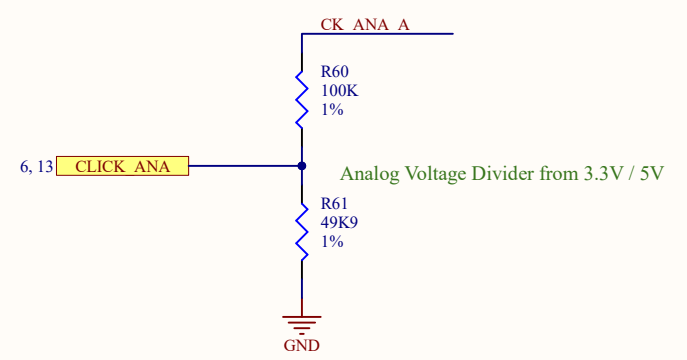 CK_ANA_A
R60
100K
1%
6, 13 CLICK_ANA
Analog Voltage Divider from 3.3V / 5V
R61
49K9
1%
GND